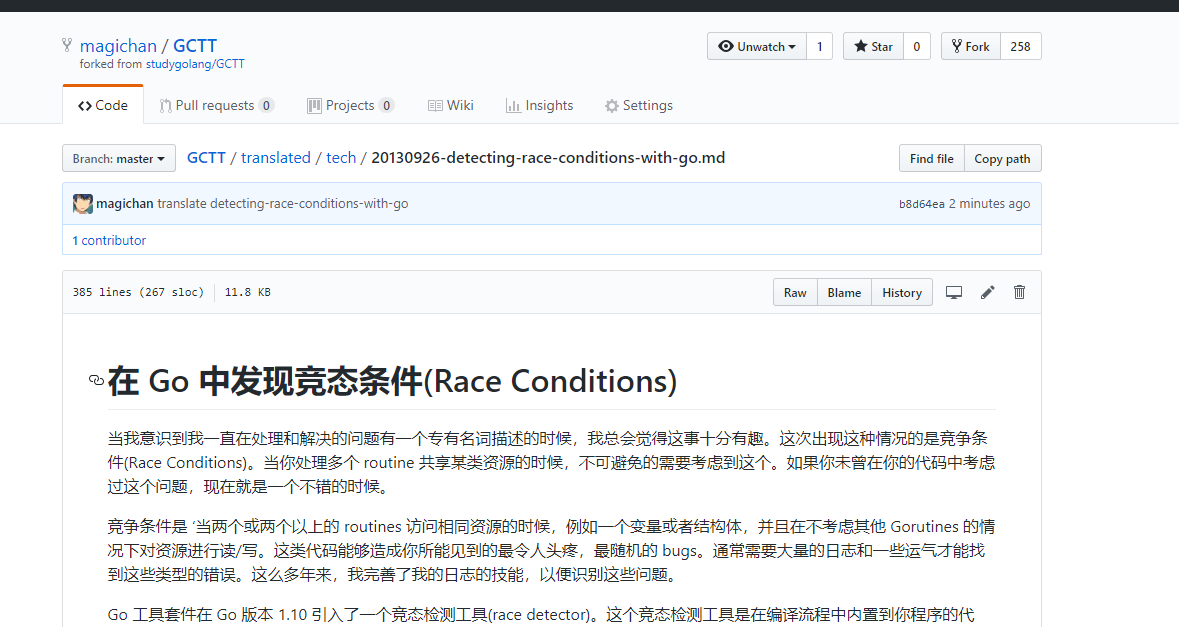 magichan / GCTT
forked from studygolang/GCTT
Unwatch 1 Star 0 Fork 258
Code Pull requests 0 Projects 0 Wiki Insights Settings
Branch: master GCTT / translated / tech / 20130926-detecting-race-conditions-with-go.md Find file Copy path
magichan translate detecting-race-conditions-with-go b8d64ea 2 minutes ago
1 contributor
385 lines (267 sloc) 11.8 KB Raw Blame History
在 Go 中发现竞态条件(Race Conditions)
当我意识到我一直在处理和解决的问题有一个专有名词描述的时候，我总会觉得这事十分有趣。这次出现这种情况的是竞争条
件(Race Conditions)。当你处理多个 routine 共享某类资源的时候，不可避免的需要考虑到这个。如果你未曾在你的代码中考虑
过这个问题，现在就是一个不错的时候。
竞争条件是 ‘当两个或两个以上的 routines 访问相同资源的时候，例如一个变量或者结构体，并且在不考虑其他 Gorutines 的情
况下对资源进行读/写。这类代码能够造成你所能见到的最令人头疼，最随机的 bugs。通常需要大量的日志和一些运气才能找
到这些类型的错误。这么多年来，我完善了我的日志的技能，以便识别这些问题。
Go 工具套件在 Go 版本 1.10 引入了一个竞态检测工具(race detector)。这个竞态检测工具是在编译流程中内置到你程序的代